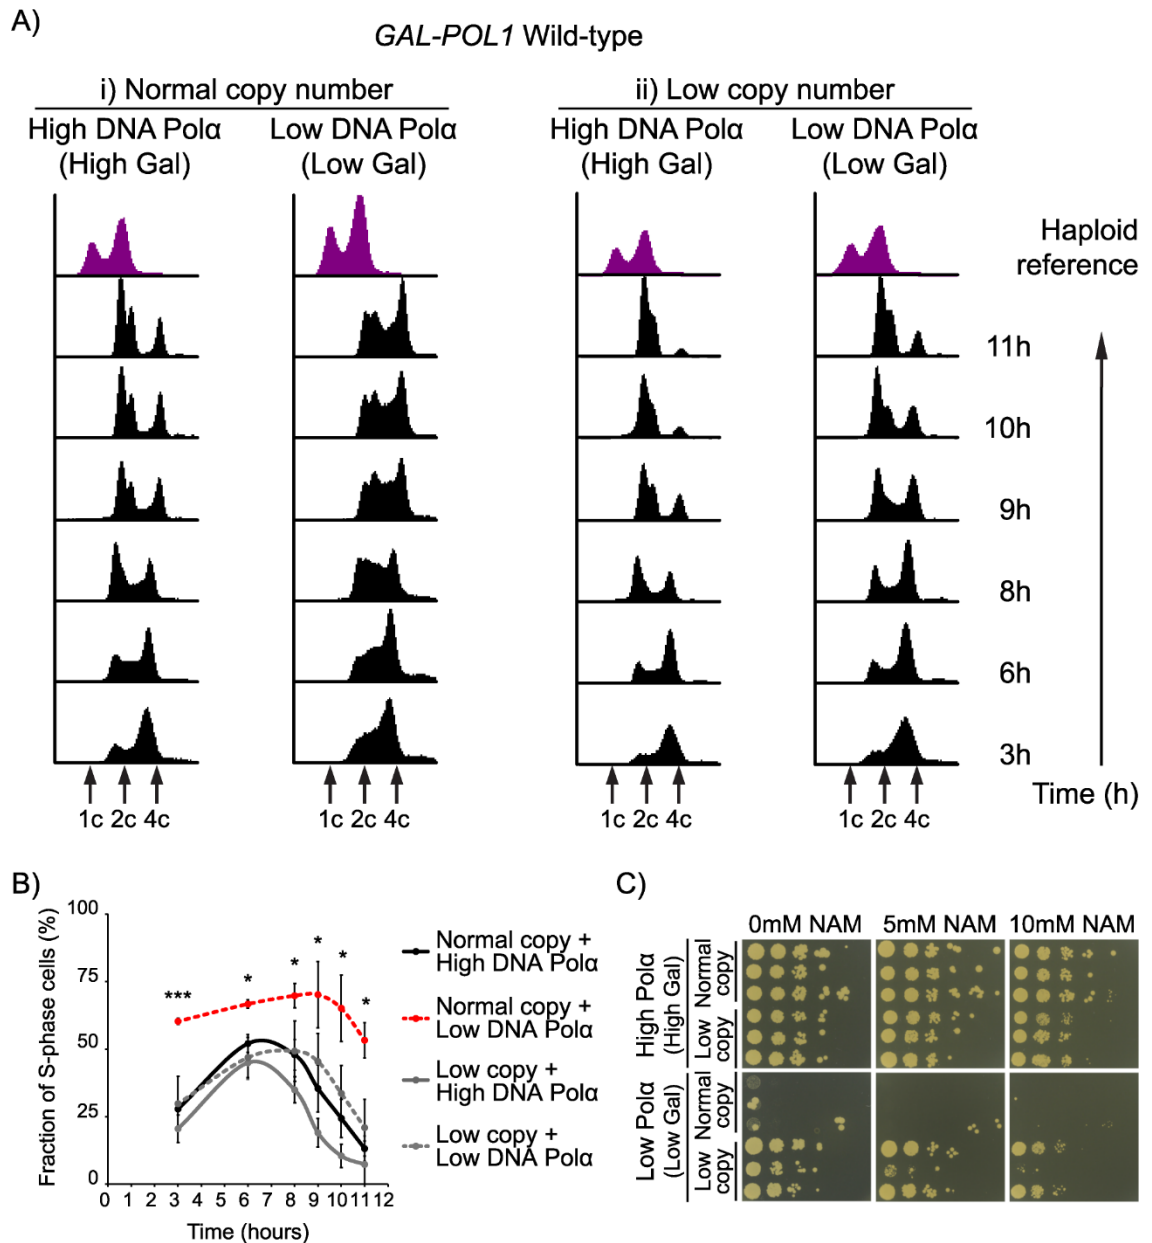 A)
GAL-POL1 Wild-type
i) Normal copy number
High DNA Polα
(High Gal)
Low DNA Polα
(Low Gal)
ii) Low copy number
High DNA Polα
(High Gal)
Low DNA Polα
(Low Gal)
Haploid
reference
11h
10h
9h
8h
6h
3h
Time (h)
1c 2c 4c
1c 2c 4c
1c 2c 4c
1c 2c 4c
B)
Fraction of S-phase cells (%)
100
75
50
25
0
***
*
*
*
*
*
0 1 2 3 4 5 6 7 8 9 10 11 12
Time (hours)
Normal copy +
High DNA Polα
Normal copy +
Low DNA Polα
Low copy +
High DNA Polα
Low copy +
Low DNA Polα
C)
0mM NAM
5mM NAM
10mM NAM
High Polα
(High Gal)
Normal
copy
Low
copy
Low Polα
(Low Gal)
Normal
copy
Low
copy